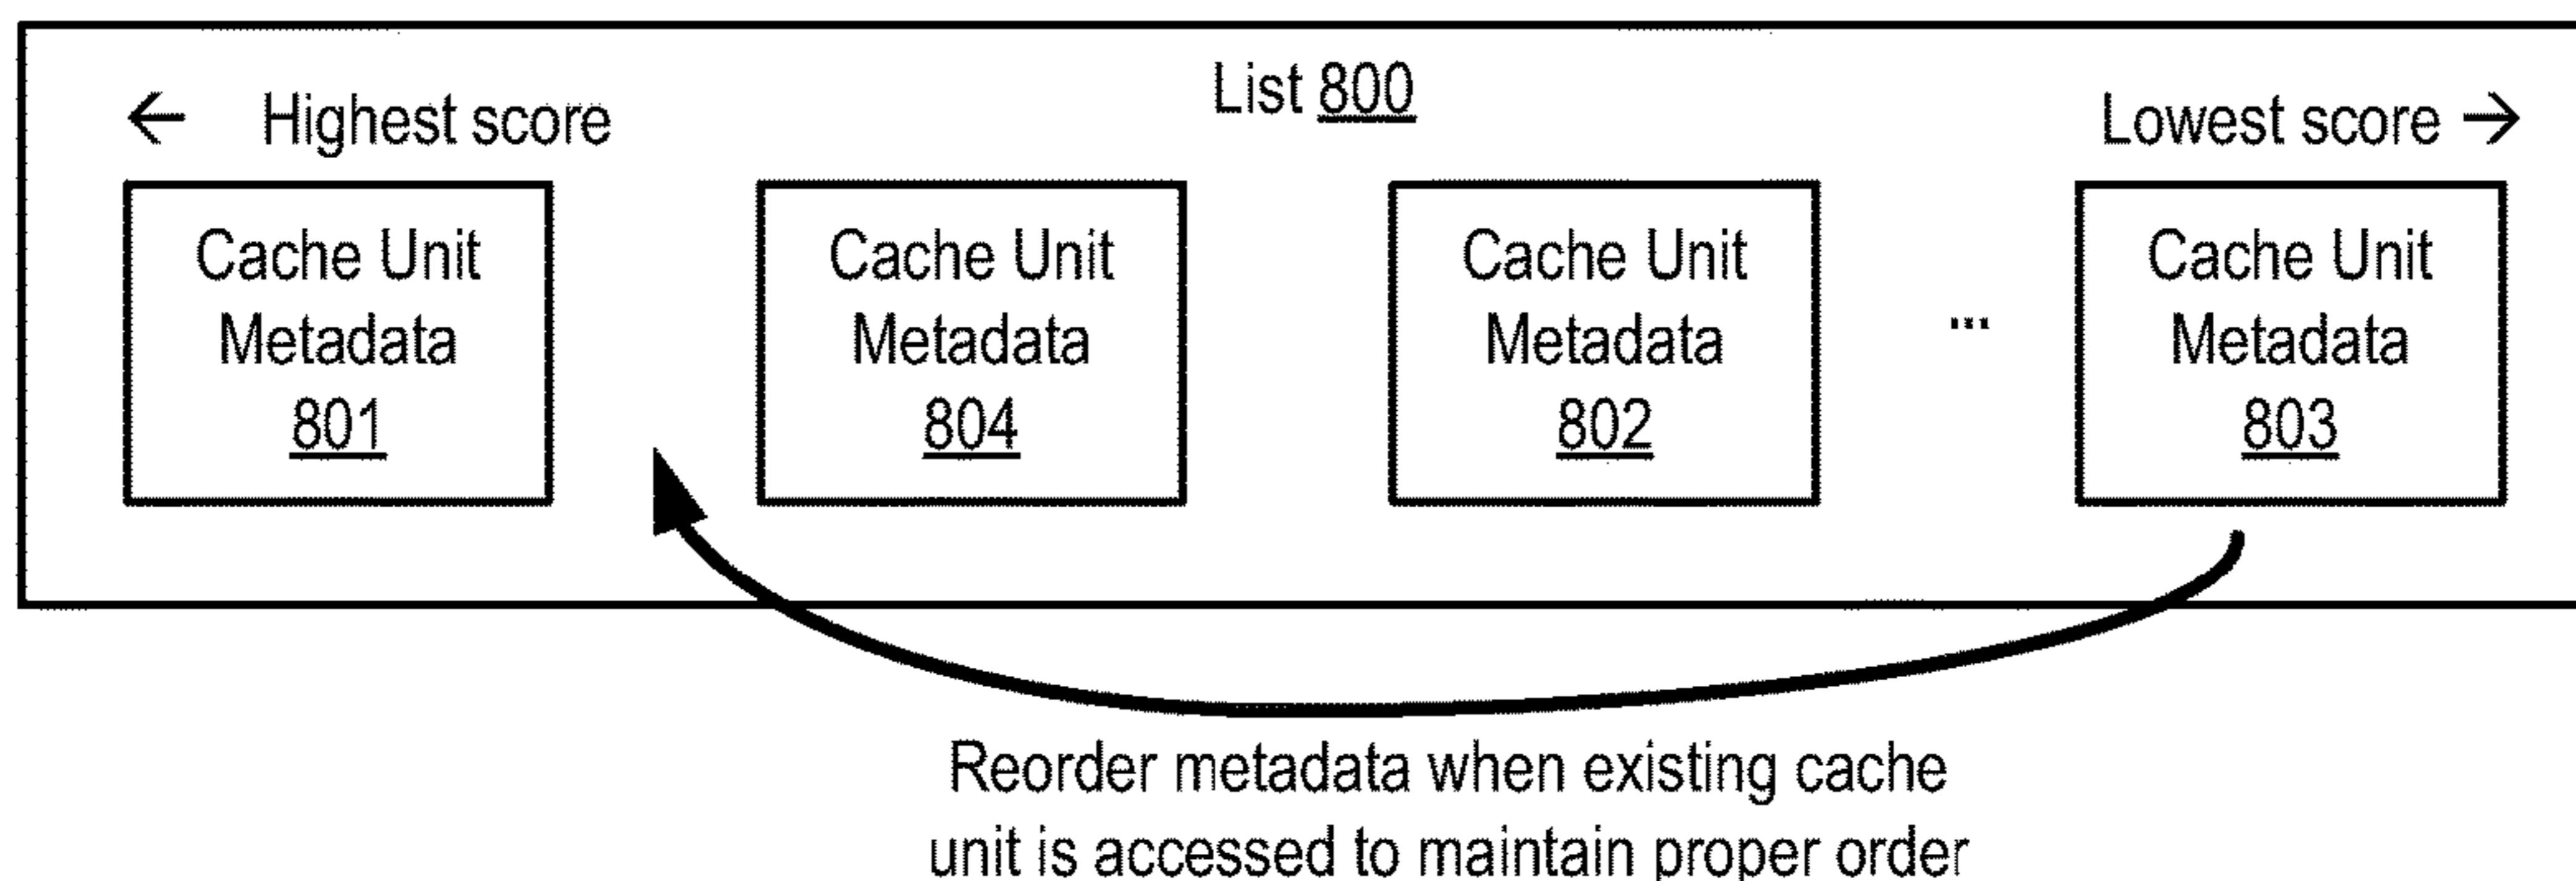 List 800
← Highest score
Lowest score →
Cache Unit
Metadata
801
Cache Unit
Metadata
804
Cache Unit
Metadata
802
...
Cache Unit
Metadata
803
Reorder metadata when existing cache
unit is accessed to maintain proper order